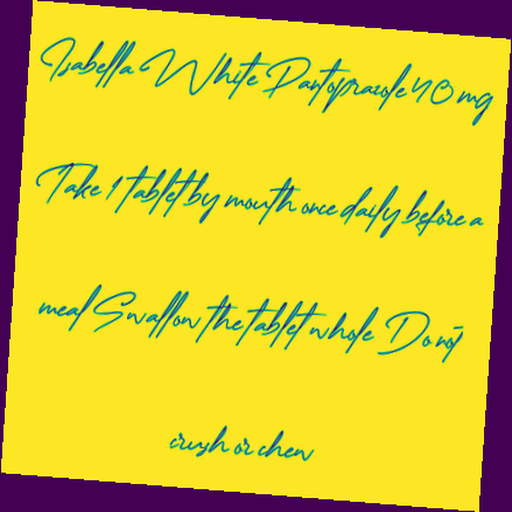 Isabella White Pantoprazole 40 mg
Take 1 tablet by mouth once daily before a
meal Swallow the tablet whole Do not
crush or chew